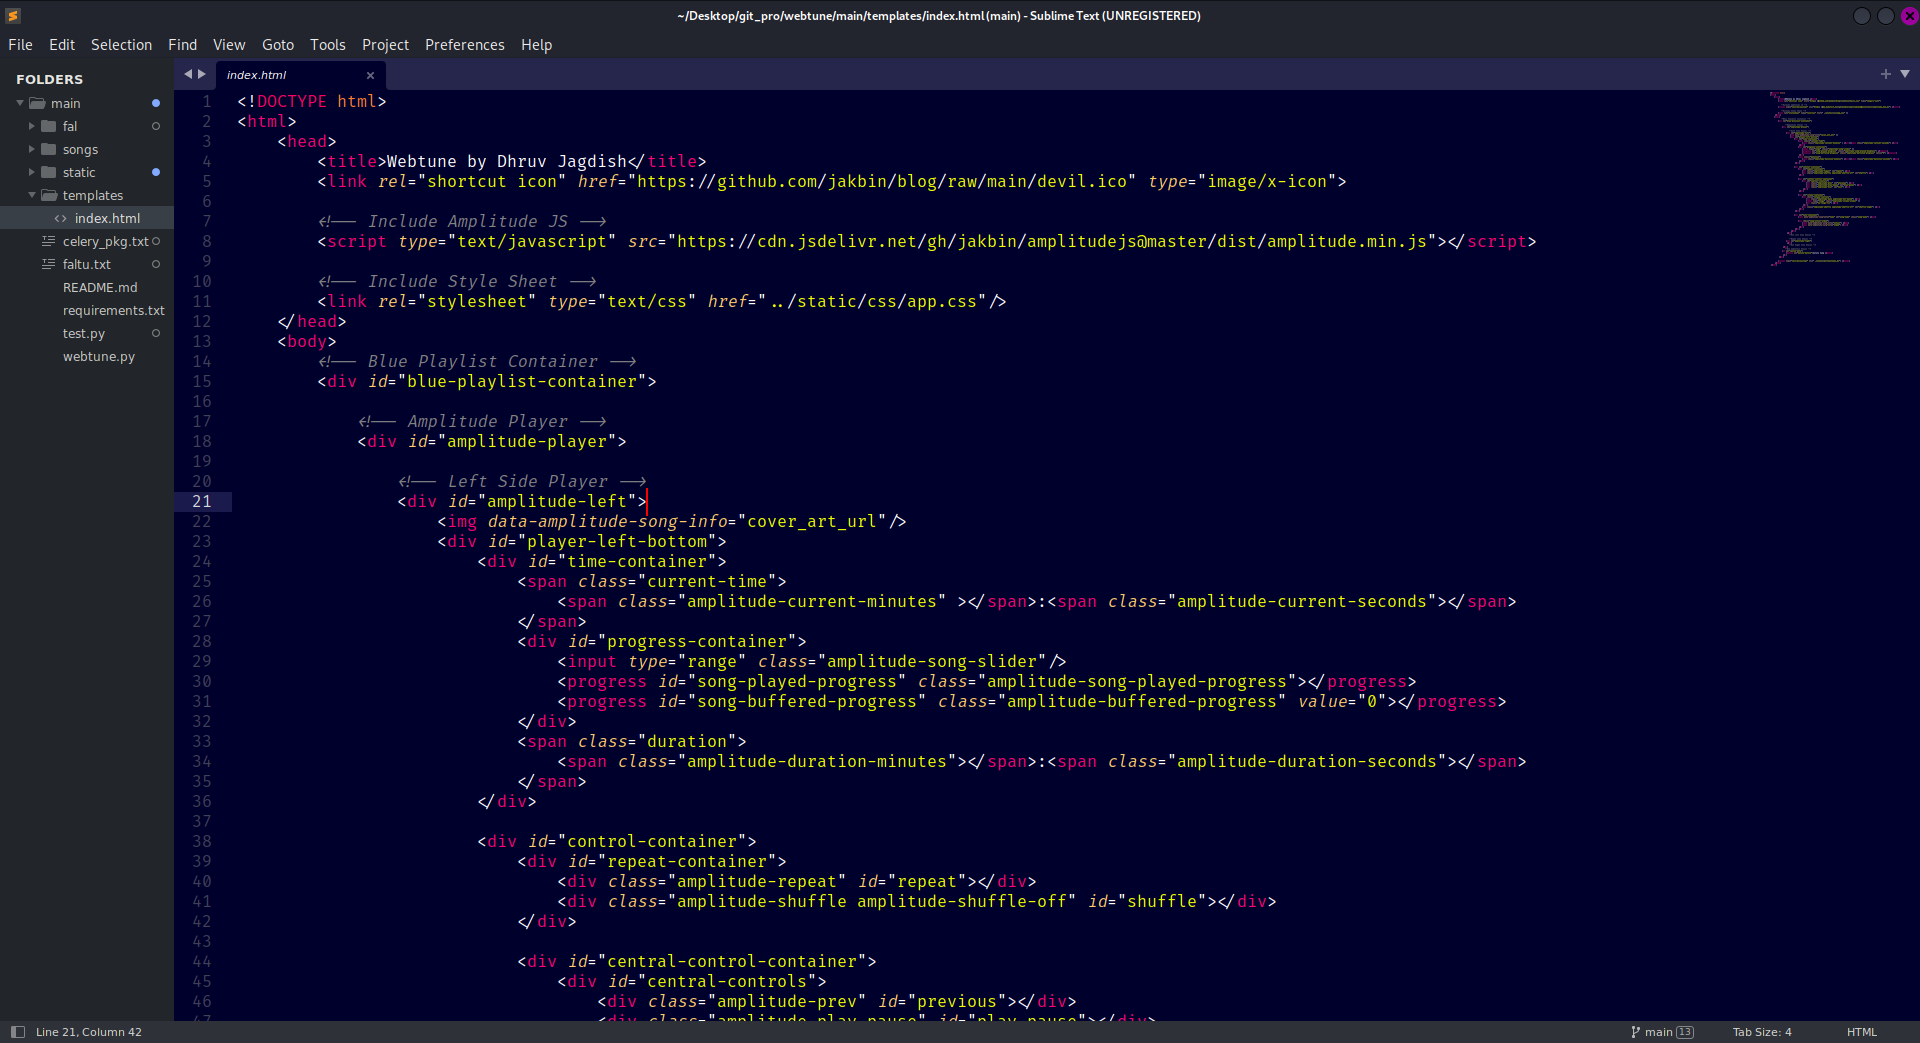 ~/Desktop/git_pro/webtune/main/templates/index.html (main) - Sublime Text (UNREGISTERED)
File Edit Selection Find View Goto Tools Project Preferences Help
FOLDERS
main
fal
songs
static
templates
<> index.html
celery_pkg.txt
faltu.txt
README.md
requirements.txt
test.py
webtune.py
index.html
1 <!DOCTYPE html>
2 <html>
3 <head>
4 <title>Webtune by Dhruv Jagdish</title>
5 <link rel="shortcut icon" href="https://github.com/jakbin/blog/raw/main/devil.ico" type="image/x-icon">
6
7 <!-- Include Amplitude JS -->
8 <script type="text/javascript" src="https://cdn.jsdelivr.net/gh/jakbin/amplitudejs@master/dist/amplitude.min.js"></script>
9
10 <!-- Include Style Sheet -->
11 <link rel="stylesheet" type="text/css" href="../static/css/app.css"/>
12 </head>
13 <body>
14 <!-- Blue Playlist Container -->
15 <div id="blue-playlist-container">
16
17 <!-- Amplitude Player -->
18 <div id="amplitude-player">
19
20 <!-- Left Side Player -->
21 <div id="amplitude-left">
22 <img data-amplitude-song-info="cover_art_url"/>
23 <div id="player-left-bottom">
24 <div id="time-container">
25 <span class="current-time">
26 <span class="amplitude-current-minutes" ></span>:<span class="amplitude-current-seconds"></span>
27 </span>
28 <div id="progress-container">
29 <input type="range" class="amplitude-song-slider"/>
30 <progress id="song-played-progress" class="amplitude-song-played-progress"></progress>
31 <progress id="song-buffered-progress" class="amplitude-buffered-progress" value="0"></progress>
32 </div>
33 <span class="duration">
34 <span class="amplitude-duration-minutes"></span>:<span class="amplitude-duration-seconds"></span>
35 </span>
36 </div>
37
38 <div id="control-container">
39 <div id="repeat-container">
40 <div class="amplitude-repeat" id="repeat"></div>
41 <div class="amplitude-shuffle amplitude-shuffle-off" id="shuffle"></div>
42 </div>
43
44 <div id="central-control-container">
45 <div id="central-controls">
46 <div class="amplitude-prev" id="previous"></div>
47 <div class="amplitude-play-pause" id="play-pause"></div>
Line 21, Column 42
main 13
Tab Size: 4
HTML